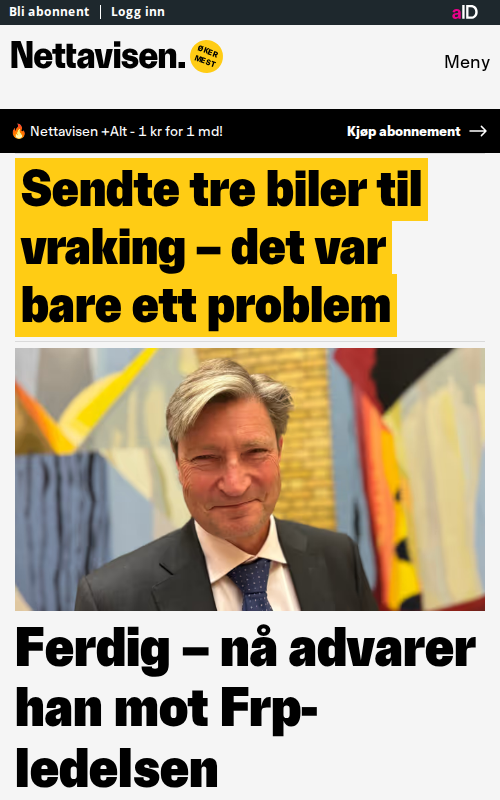 Bli abonnent | Logg inn
aID
Nettavisen.
ØKER
MEST
Meny
🔥 Nettavisen +Alt - 1 kr for 1 md!
Kjøp abonnement →
Sendte tre biler til
vraking – det var
bare ett problem
Ferdig – nå advarer
han mot Frp-
ledelsen